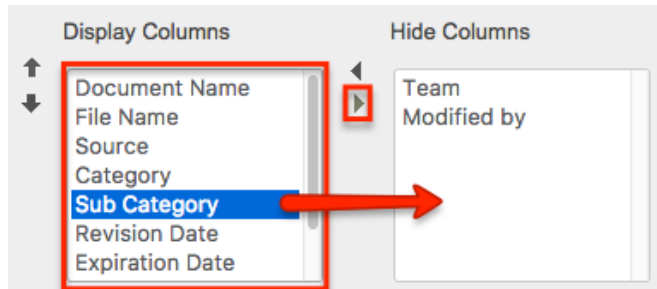 Display Columns
Hide Columns
Document Name
File Name
Source
Category
Sub Category
Revision Date
Expiration Date
Team
Modified by